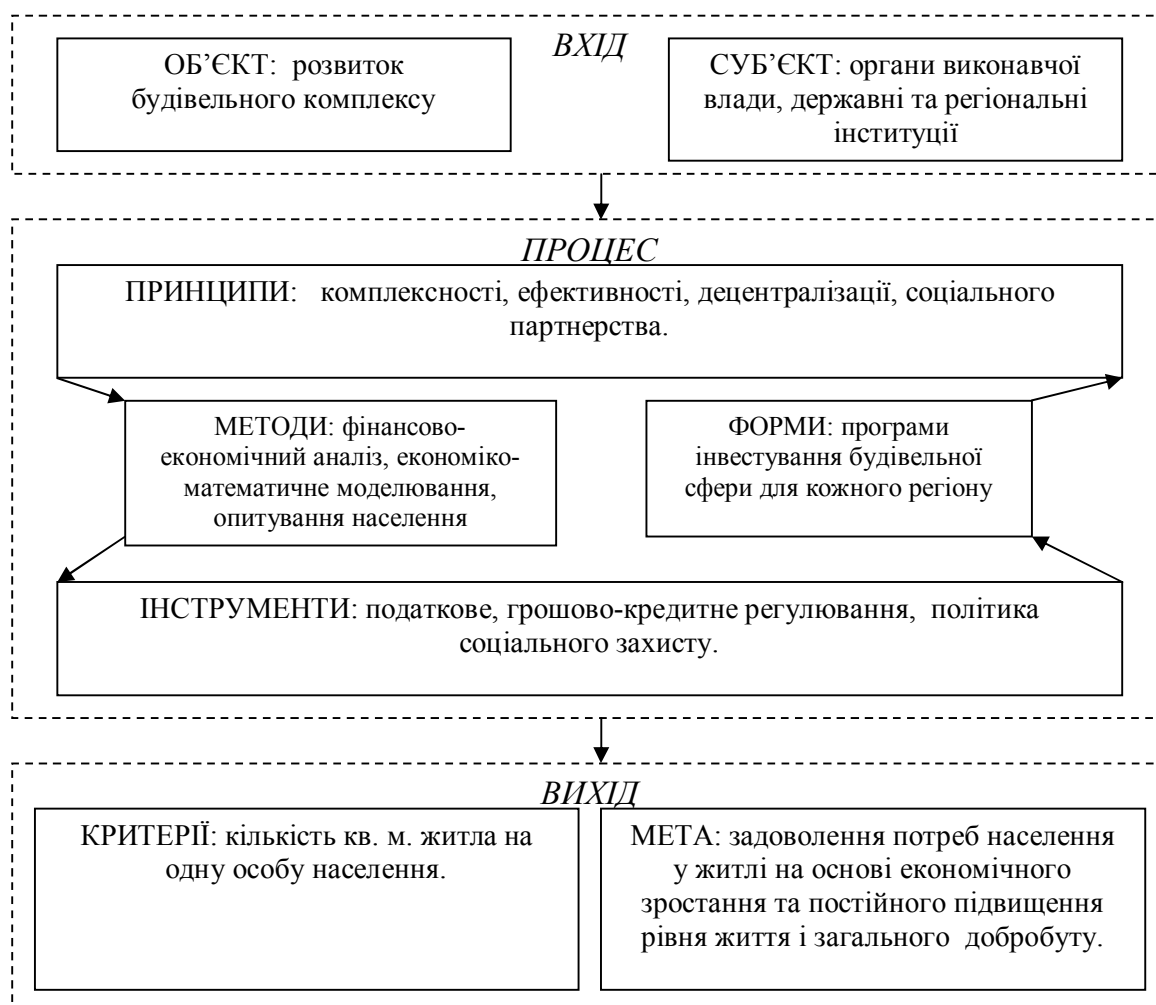 ВХІД
ОБ’ЄКТ: розвиток
будівельного комплексу
СУБ’ЄКТ: органи виконавчої
влади, державні та регіональні
інституції
ПРОЦЕС
ПРИНЦИПИ: комплексності, ефективності, децентралізації, соціального
партнерства.
МЕТОДИ: фінансово-
економічний аналіз, економіко-
математичне моделювання,
опитування населення
ФОРМИ: програми
інвестування будівельної
сфери для кожного регіону
ІНСТРУМЕНТИ: податкове, грошово-кредитне регулювання, політика
соціального захисту.
ВИХІД
КРИТЕРІЇ: кількість кв. м. житла на
одну особу населення.
МЕТА: задоволення потреб населення
у житлі на основі економічного
зростання та постійного підвищення
рівня життя і загального добробуту.